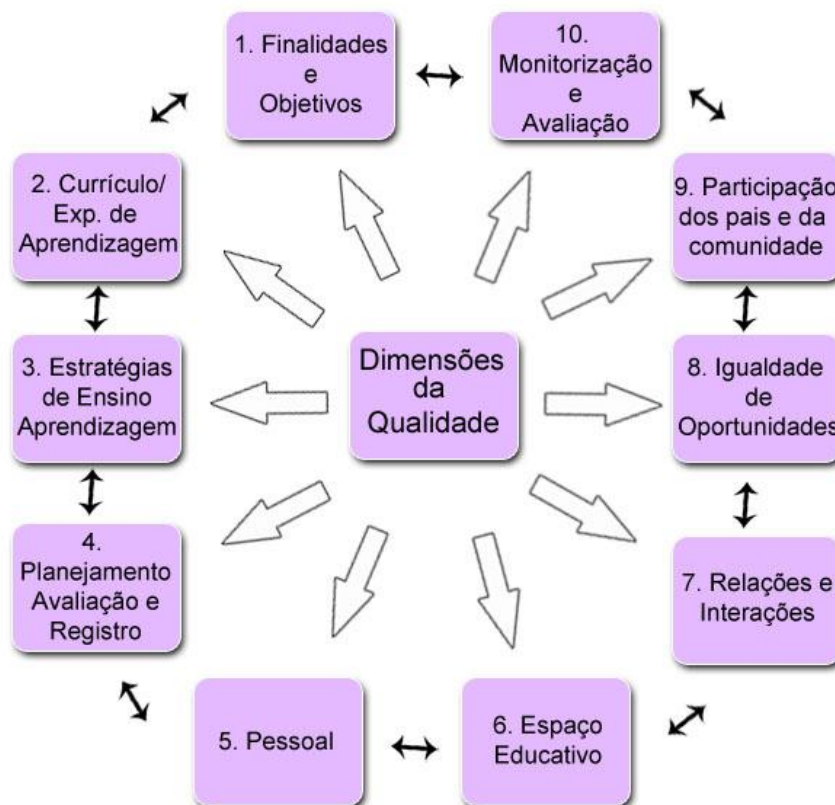 1. Finalidades
e
Objetivos
10.
Monitorização
e
Avaliação
2. Currículo/
Exp. de
Aprendizagem
9. Participação
dos pais e da
comunidade
Dimensões
da
Qualidade
3. Estratégias
de Ensino
Aprendizagem
8. Igualdade
de
Oportunidades
4.
Planejamento
Avaliação e
Registro
7. Relações e
Interações
5. Pessoal
6. Espaço
Educativo